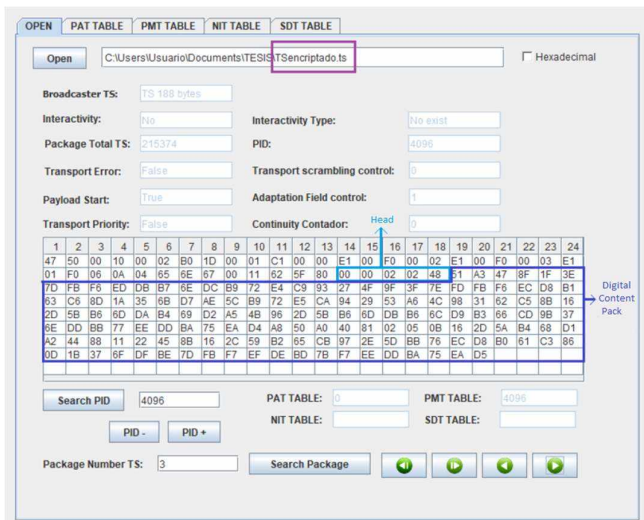 OPEN PAT TABLE PMT TABLE NIT TABLE SDT TABLE
Open C:\Users\Usuario\Documents\TESIS\TSencriptado.ts Hexadecimal
Broadcaster TS: TS 188 bytes
Interactivity: No Interactivity Type: No exist
Package Total TS: 215374 PID: 4096
Transport Error: False Transport scrambling control: 0
Payload Start: True Adaptation Field control: 1
Transport Priority: False Continuity Contador: 0
Head
1 2 3 4 5 6 7 8 9 10 11 12 13 14 15 16 17 18 19 20 21 22 23 24
47 50 00 10 00 02 B0 1D 00 01 C1 00 00 E1 00 F0 00 02 E1 00 F0 00 03 E1
01 F0 06 0A 04 65 6E 67 00 11 62 5F 80 00 00 02 02 48 51 A3 47 8F 1F 3E
7D FB F6 ED DB B7 6E DC B9 72 E4 C9 93 27 4F 9F 3F 7E FD FB F6 EC D8 B1
63 C6 8D 1A 35 6B D7 AE 5C B9 72 E5 CA 94 29 53 A6 4C 98 31 62 C5 8B 16
2D 5B B6 6D DA B4 69 D2 A5 4B 96 2D 5B B6 6D DB B6 6C D9 B3 66 CD 9B 37
6E DD BB 77 EE DD BA 75 EA D4 A8 50 A0 40 81 02 05 0B 16 2D 5A B4 68 D1
A2 44 88 11 22 45 8B 16 2C 59 B2 65 CB 97 2E 5D BB 76 EC D8 B0 61 C3 86
0D 1B 37 6F DF BE 7D FB F7 EF DE BD 7B F7 EE DD BA 75 EA D5
Digital
Content
Pack
Search PID 4096 PAT TABLE: 0 PMT TABLE: 4096
NIT TABLE: SDT TABLE:
PID - PID +
Package Number TS: 3 Search Package